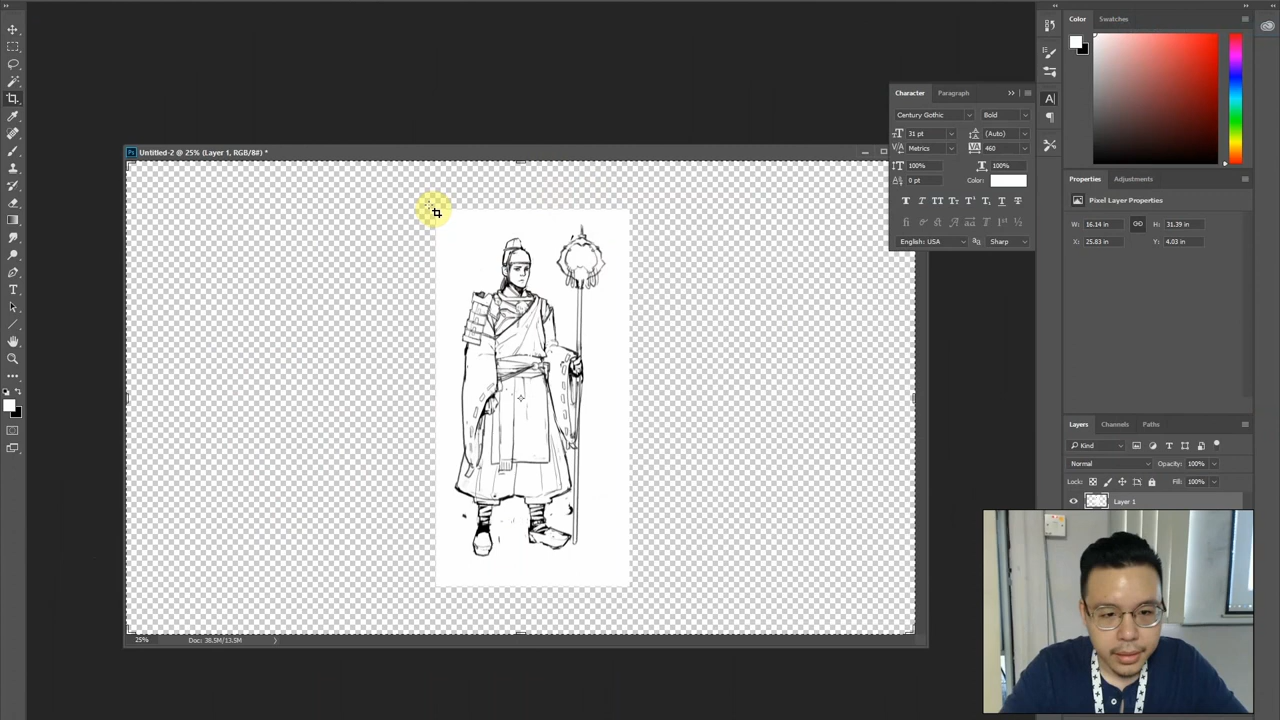 Color
Swatches
Character
Paragraph
Century Gothic
Bold
31 pt
(Auto)
Metrics
460
100%
100%
0 pt
Color:
English: USA
Sharp
Untitled-2 @ 25% (Layer 1, RGB/8#) *
Properties
Adjustments
Pixel Layer Properties
W: 16.14 in
H: 31.39 in
X: 25.83 in
Y: 4.03 in
Layers
Channels
Paths
Kind
Normal
Opacity: 100%
Lock:
Fill: 100%
Layer 1
25%
Doc: 38.5M/13.5M